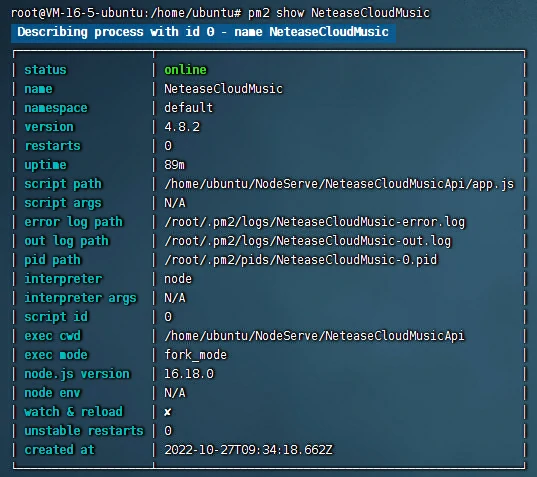 root@VM-16-5-ubuntu:/home/ubuntu# pm2 show NeteaseCloudMusic
Describing process with id 0 - name NeteaseCloudMusic
status online
name NeteaseCloudMusic
namespace default
version 4.8.2
restarts 0
uptime 89m
script path /home/ubuntu/NodeServe/NeteaseCloudMusicApi/app.js
script args N/A
error log path /root/.pm2/logs/NeteaseCloudMusic-error.log
out log path /root/.pm2/logs/NeteaseCloudMusic-out.log
pid path /root/.pm2/pids/NeteaseCloudMusic-0.pid
interpreter node
interpreter args N/A
script id 0
exec cwd /home/ubuntu/NodeServe/NeteaseCloudMusicApi
exec mode fork_mode
node.js version 16.18.0
node env N/A
watch & reload ✘
unstable restarts 0
created at 2022-10-27T09:34:18.662Z